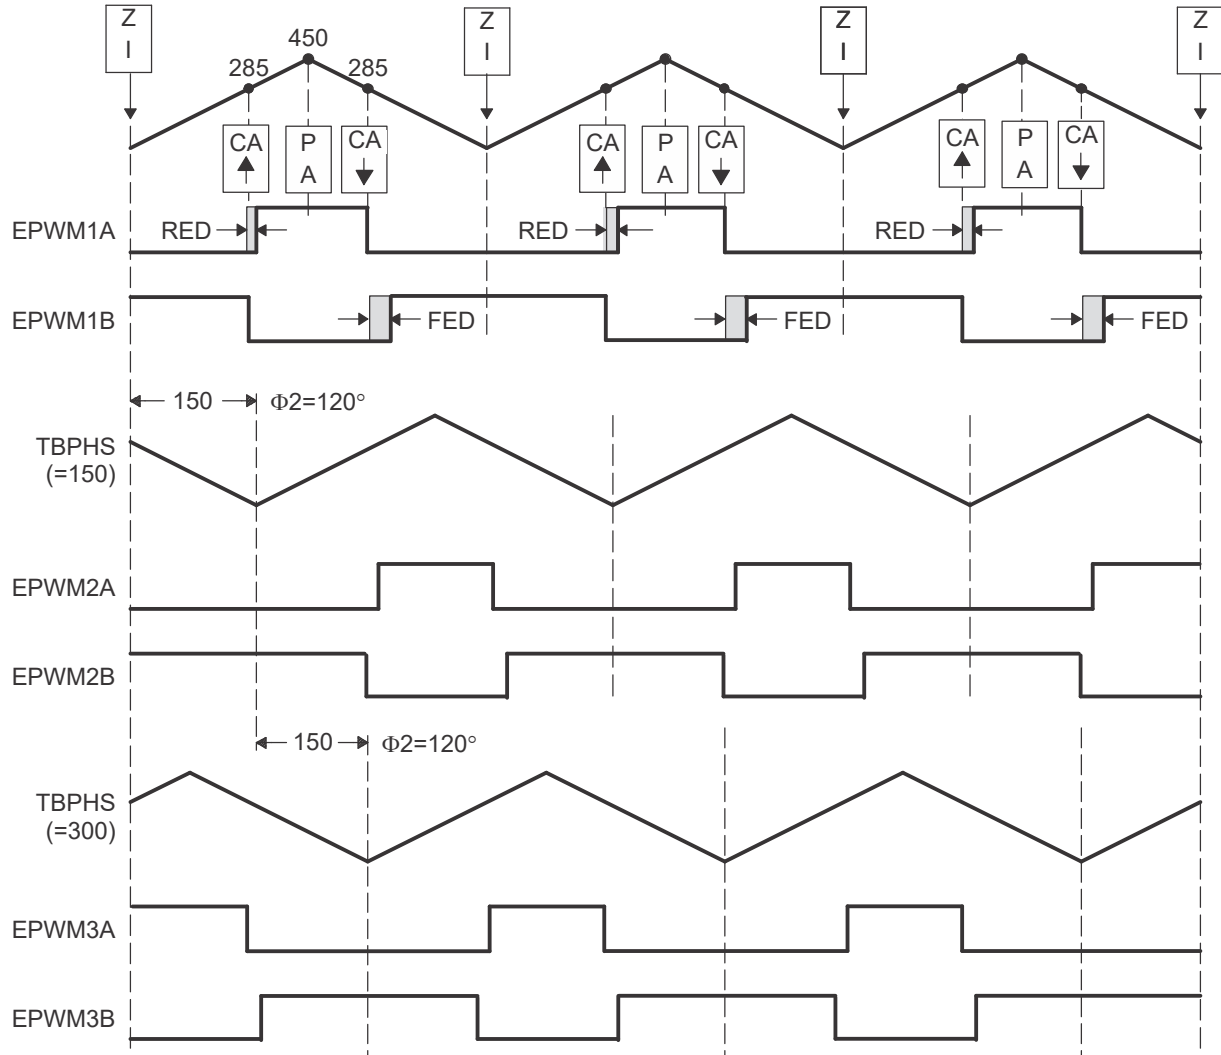 Z
I
Z
I
Z
I
Z
I
450
285
285
CA
P
A
CA
CA
P
A
CA
CA
P
A
CA
EPWM1A
RED
RED
RED
EPWM1B
FED
FED
FED
150
Φ2=120°
TBPHS
(=150)
EPWM2A
EPWM2B
150
Φ2=120°
TBPHS
(=300)
EPWM3A
EPWM3B